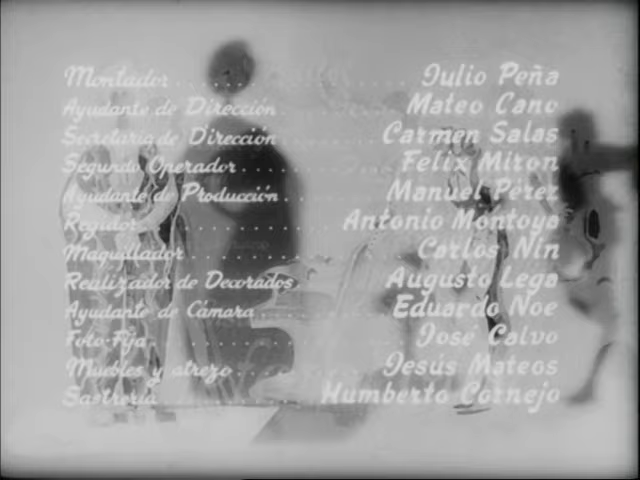 Montador . . . . . . . . . . . . Julio Peña
Ayudante de Dirección . . . . Mateo Cano
Secretaria de Dirección . . . . Carmen Salas
Segundo Operador . . . . . . . Felix Miron
Ayudante de Producción . . . . Manuel Pérez
Regidor . . . . . . . . . . . . Antonio Montoya
Maquillador . . . . . . . . . . Carlos Nin
Realizador de Decorados . . . . Augusto Lega
Ayudante de Cámara . . . . . . Eduardo Noe
Foto-Fija . . . . . . . . . . . José Calvo
Muebles y atrezo . . . . . . . Jesús Mateos
Sastreria . . . . . . . . . . . Humberto Cornejo